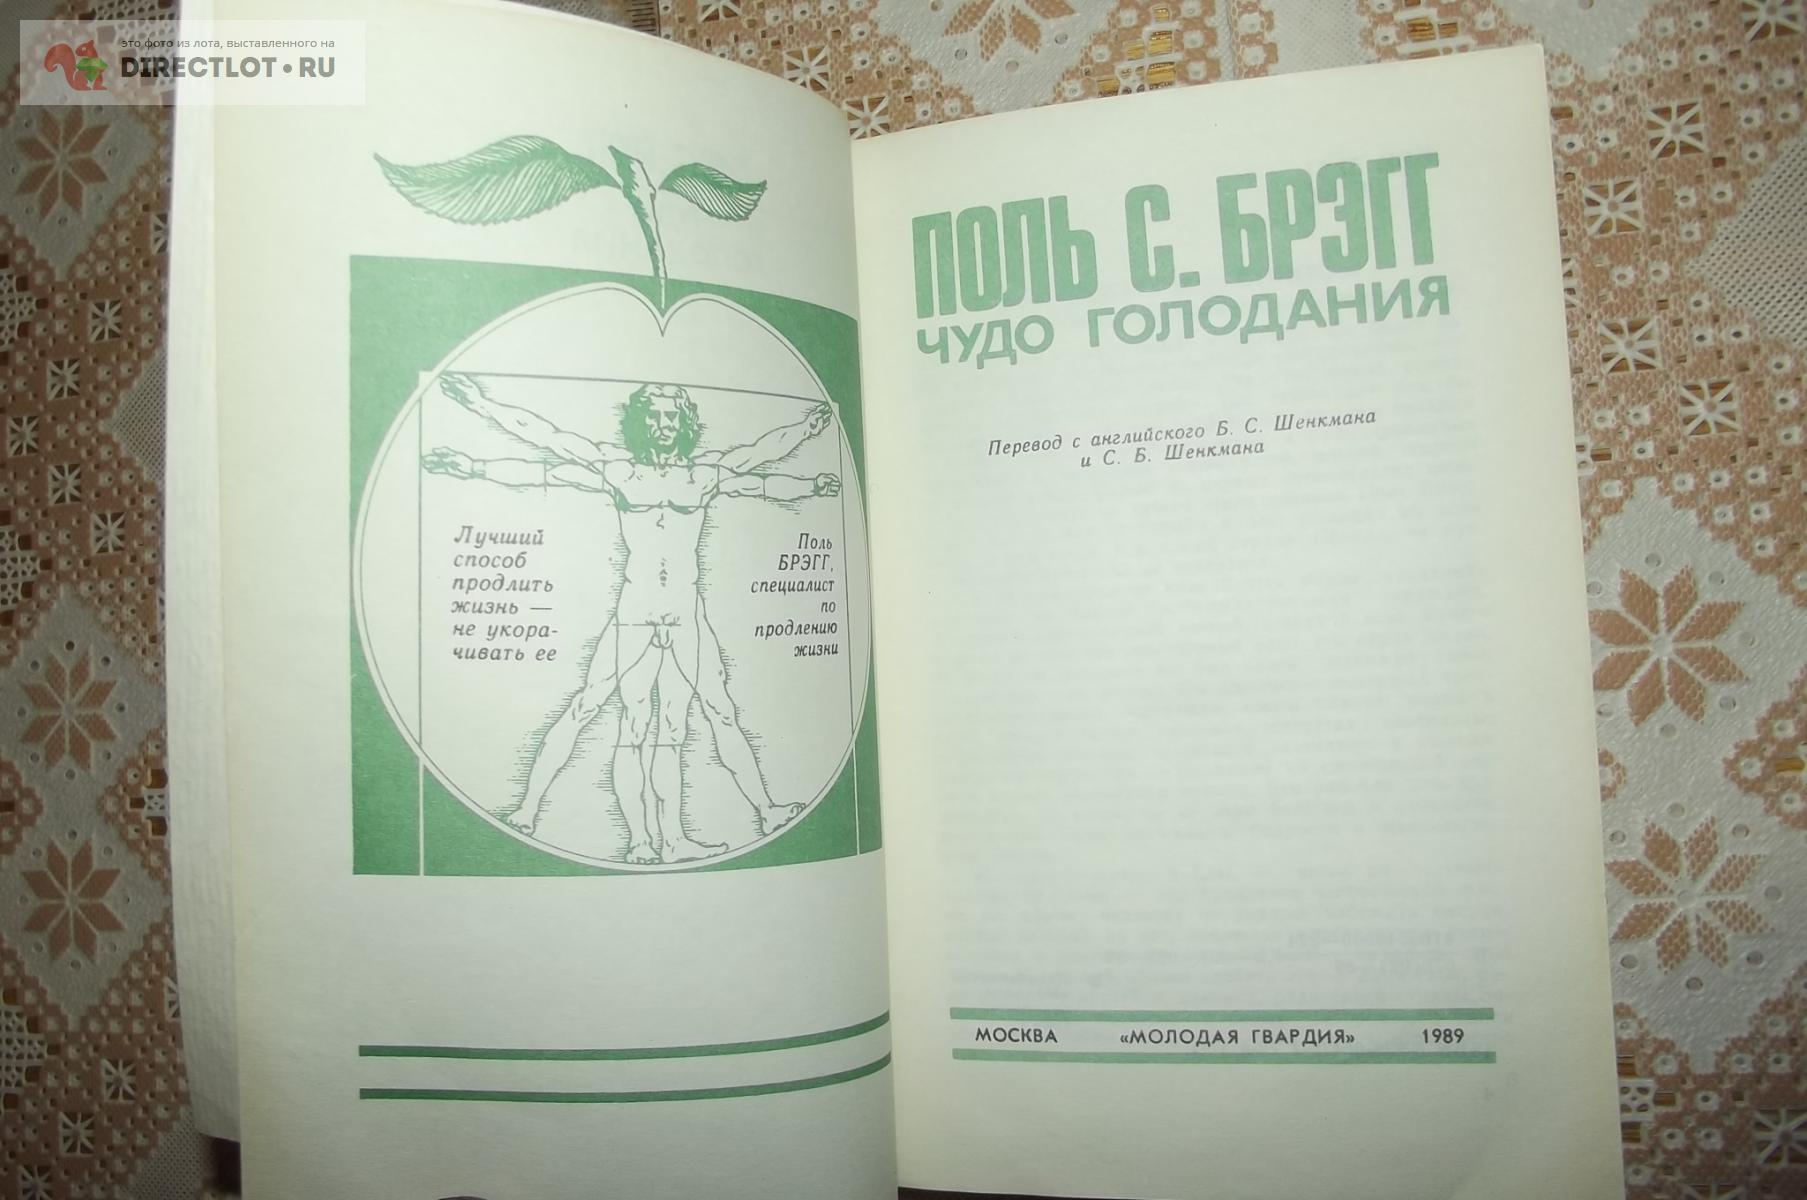 это фото из лота, выставленного на
DIRECTLOT•RU
Лучший
способ
продлить
жизнь —
не укора-
чивать ее
Поль
БРЭГГ,
специалист
по
продлению
жизни
ПОЛЬ С. БРЭГГ
ЧУДО ГОЛОДАНИЯ
Перевод с английского Б. С. Шенкмана
и С. Б. Шенкмана
МОСКВА «МОЛОДАЯ ГВАРДИЯ» 1989